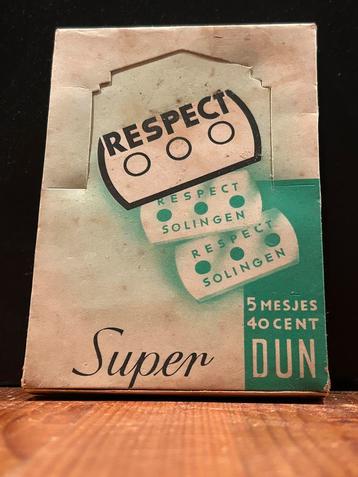 RESPECT
RESPECT
SOLINGEN
RESPECT
SOLINGEN
5 MESJES
40 CENT
Super
DUN